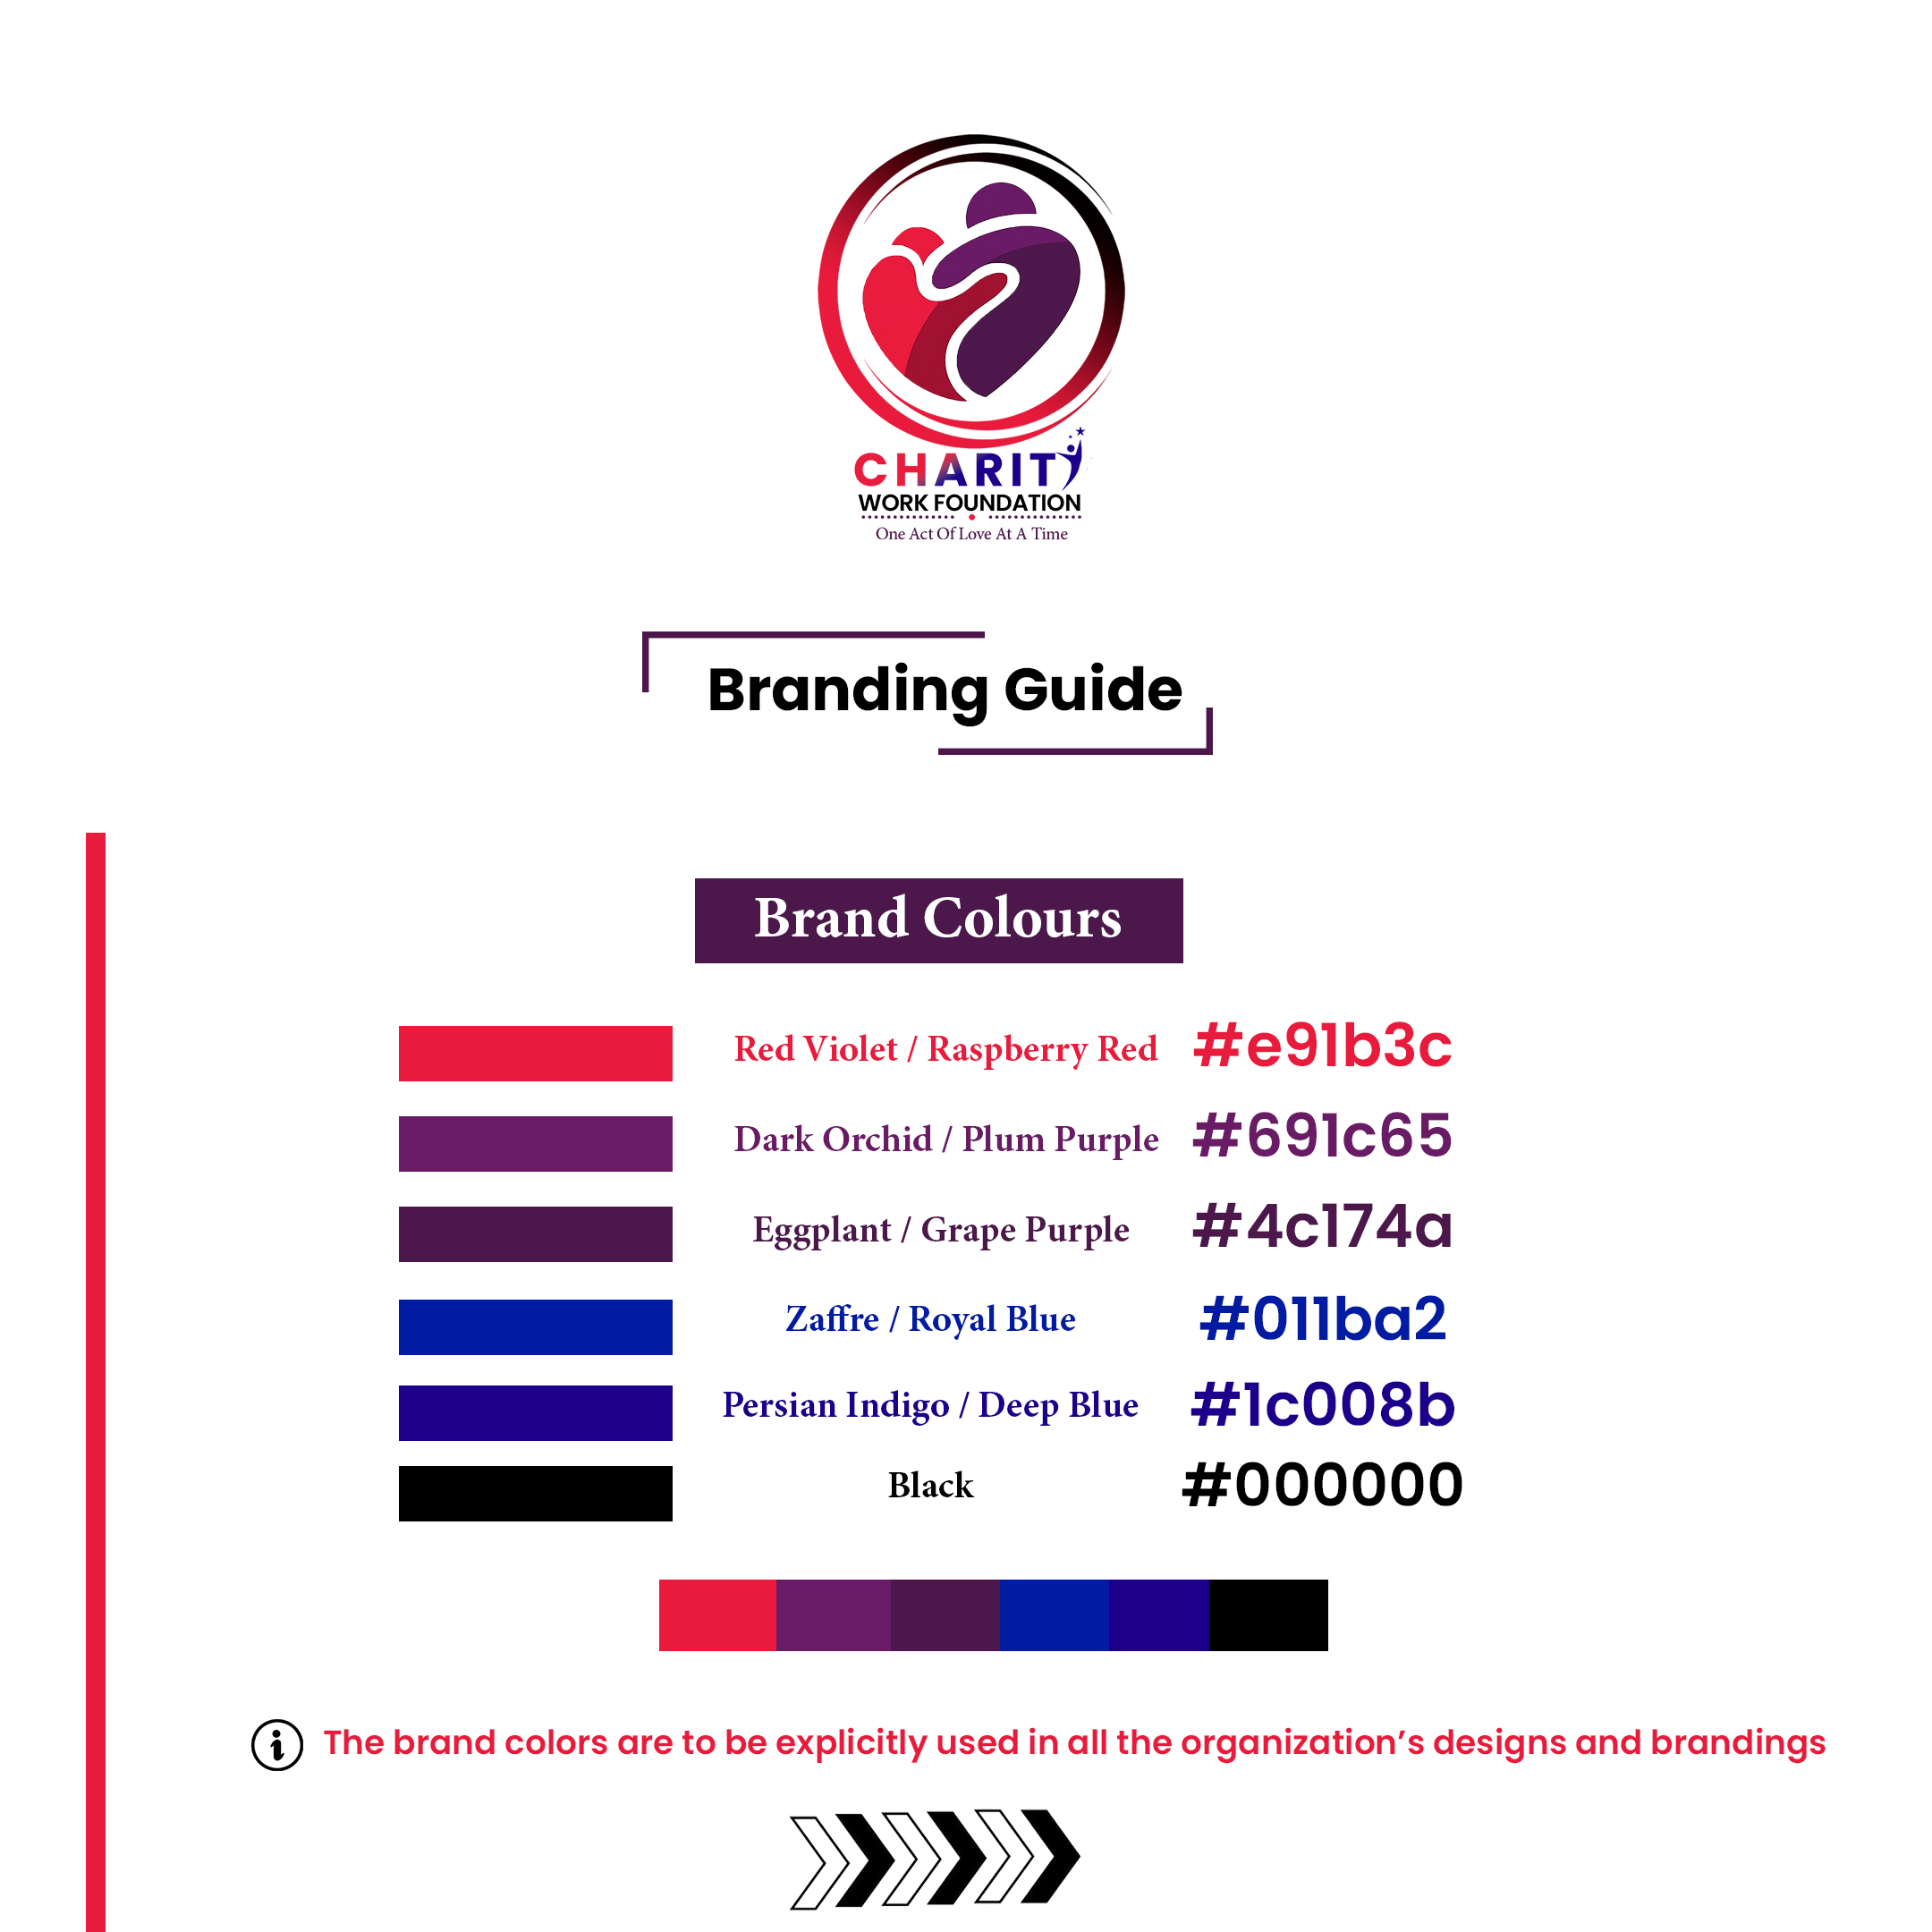 CHARITY
WORK FOUNDATION
One Act Of Love At A Time
Branding Guide
Brand Colours
Red Violet / Raspberry Red #e91b3c
Dark Orchid / Plum Purple #691c65
Eggplant / Grape Purple #4c174a
Zaffre / Royal Blue #011ba2
Persian Indigo / Deep Blue #1c008b
Black #000000
The brand colors are to be explicitly used in all the organization’s designs and brandings